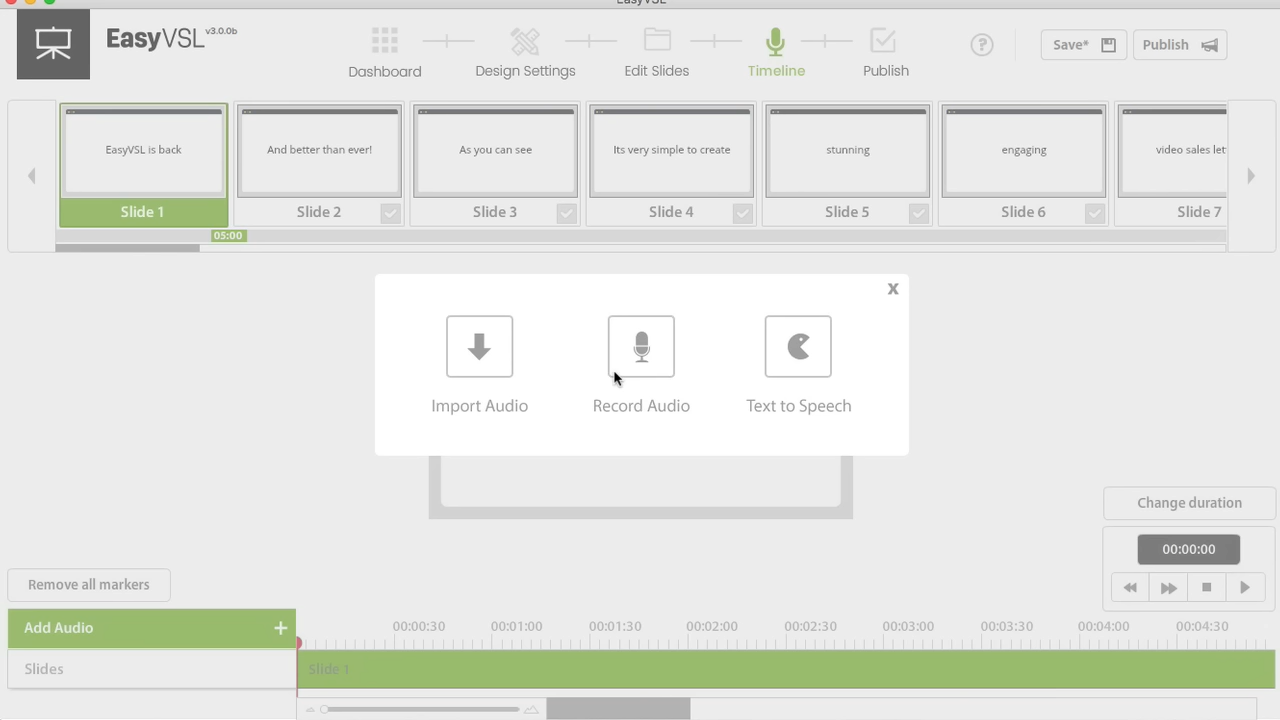 EasyVSL
EasyVSL v3.0.0b
Dashboard
Design Settings
Edit Slides
Timeline
Publish
?
Save*
Publish
EasyVSL is back
And better than ever!
As you can see
Its very simple to create
stunning
engaging
video sales let
Slide 1
Slide 2
Slide 3
Slide 4
Slide 5
Slide 6
Slide 7
05:00
x
Import Audio
Record Audio
Text to Speech
Change duration
00:00:00
Remove all markers
Add Audio +
00:00:30
00:01:00
00:01:30
00:02:00
00:02:30
00:03:00
00:03:30
00:04:00
00:04:30
Slides
Slide 1